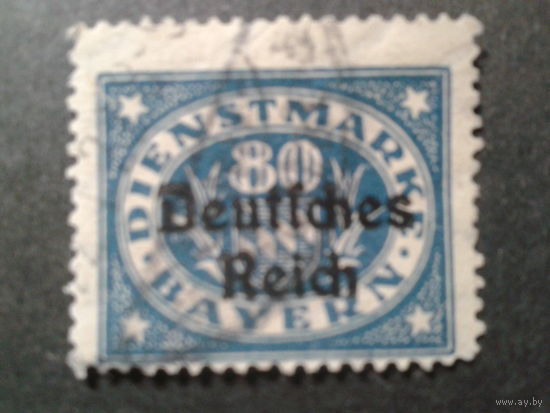 DIENSTMARKE
80
Deutſches
Reich
BAYERN
www.ay.by